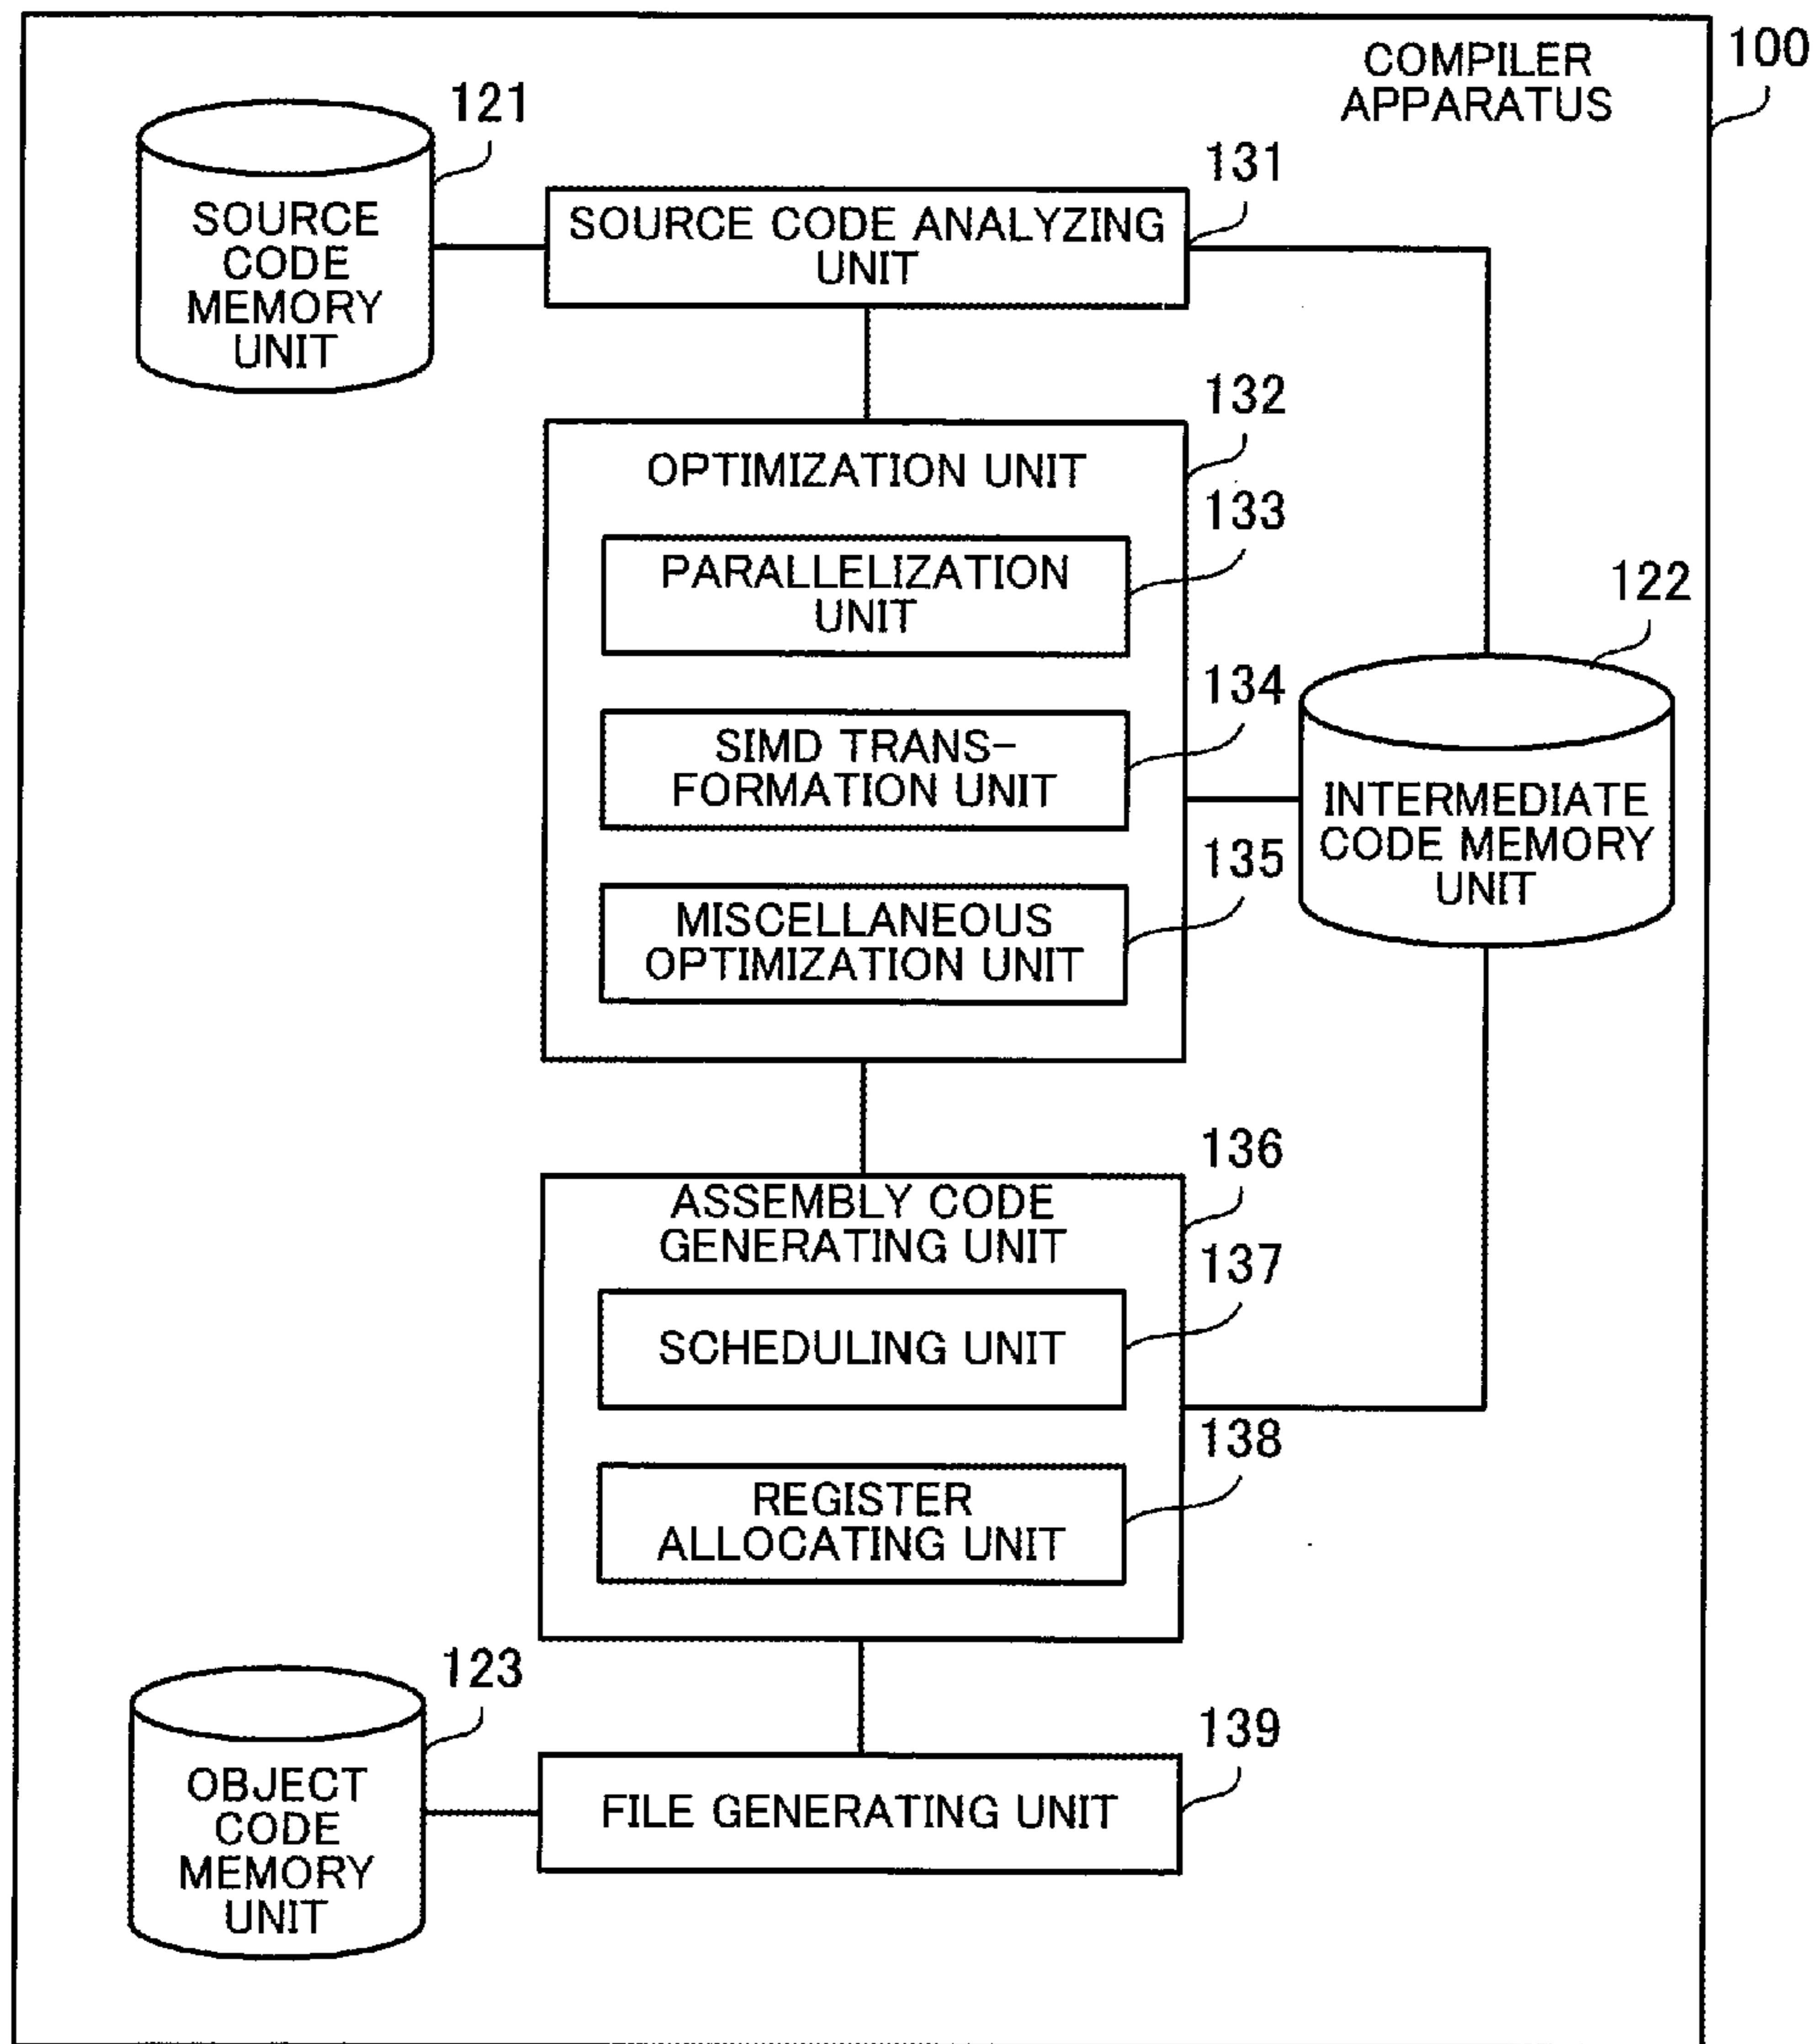 COMPILER
APPARATUS
100
121
SOURCE
CODE
MEMORY
UNIT
131
SOURCE CODE ANALYZING
UNIT
132
OPTIMIZATION UNIT
133
PARALLELIZATION
UNIT
134
SIMD TRANS-
FORMATION UNIT
135
MISCELLANEOUS
OPTIMIZATION UNIT
122
INTERMEDIATE
CODE MEMORY
UNIT
136
ASSEMBLY CODE
GENERATING UNIT
137
SCHEDULING UNIT
138
REGISTER
ALLOCATING UNIT
123
OBJECT
CODE
MEMORY
UNIT
139
FILE GENERATING UNIT